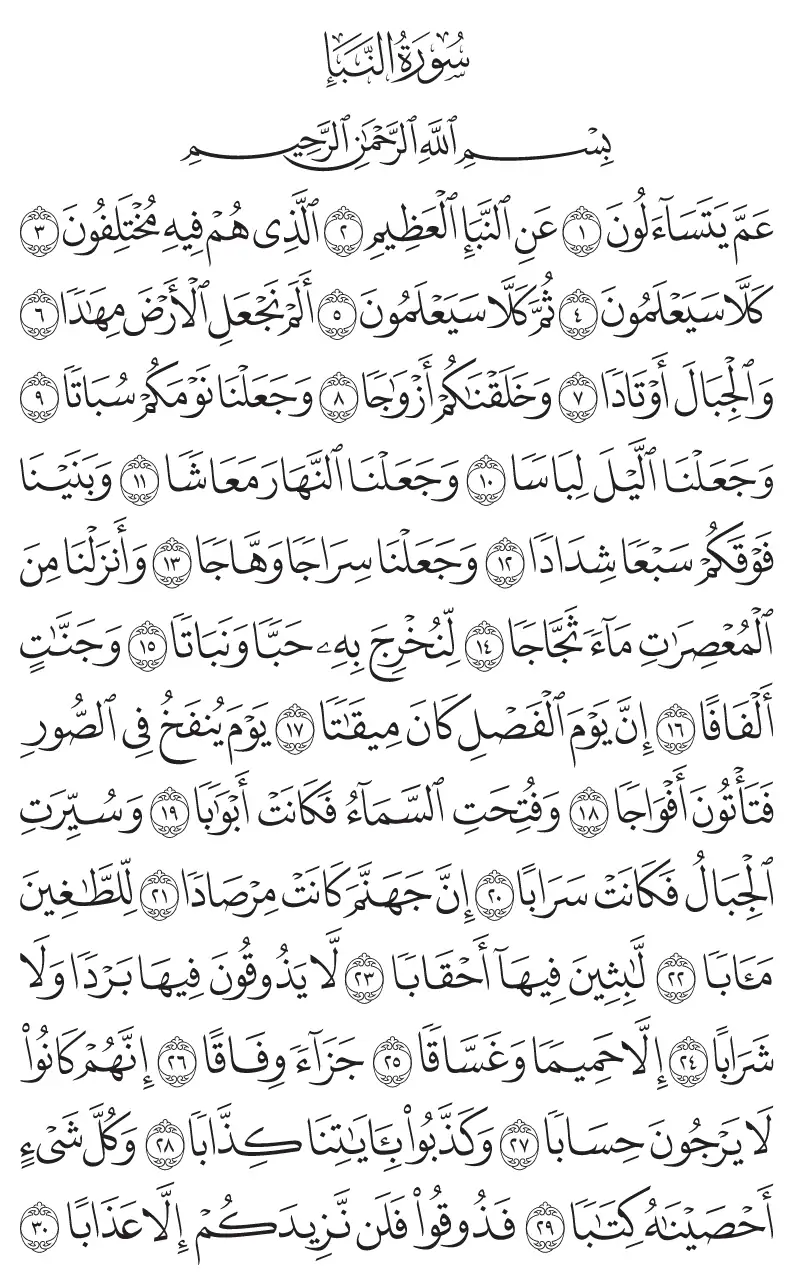 سُورَةُ النَّبَإِ
بِسْمِ ٱللَّهِ ٱلرَّحْمَٰنِ ٱلرَّحِيمِ
عَمَّ يَتَسَآءَلُونَ ١ عَنِ ٱلنَّبَإِ ٱلْعَظِيمِ ٢ ٱلَّذِى هُمْ فِيهِ مُخْتَلِفُونَ ٣
كَلَّا سَيَعْلَمُونَ ٤ ثُمَّ كَلَّا سَيَعْلَمُونَ ٥ أَلَمْ نَجْعَلِ ٱلْأَرْضَ مِهَٰدًا ٦
وَٱلْجِبَالَ أَوْتَادًا ٧ وَخَلَقْنَٰكُمْ أَزْوَٰجًا ٨ وَجَعَلْنَا نَوْمَكُمْ سُبَاتًا ٩
وَجَعَلْنَا ٱلَّيْلَ لِبَاسًا ١٠ وَجَعَلْنَا ٱلنَّهَارَ مَعَاشًا ١١ وَبَنَيْنَا
فَوْقَكُمْ سَبْعًا شِدَادًا ١٢ وَجَعَلْنَا سِرَاجًا وَهَّاجًا ١٣ وَأَنزَلْنَا مِنَ
ٱلْمُعْصِرَٰتِ مَآءً ثَجَّاجًا ١٤ لِّنُخْرِجَ بِهِۦ حَبًّا وَنَبَاتًا ١٥ وَجَنَّٰتٍ
أَلْفَافًا ١٦ إِنَّ يَوْمَ ٱلْفَصْلِ كَانَ مِيقَٰتًا ١٧ يَوْمَ يُنفَخُ فِى ٱلصُّورِ
فَتَأْتُونَ أَفْوَاجًا ١٨ وَفُتِحَتِ ٱلسَّمَآءُ فَكَانَتْ أَبْوَٰبًا ١٩ وَسُيِّرَتِ
ٱلْجِبَالُ فَكَانَتْ سَرَابًا ٢٠ إِنَّ جَهَنَّمَ كَانَتْ مِرْصَادًا ٢١ لِّلطَّٰغِينَ
مَـَٔابًا ٢٢ لَّٰبِثِينَ فِيهَآ أَحْقَابًا ٢٣ لَّا يَذُوقُونَ فِيهَا بَرْدًا وَلَا
شَرَابًا ٢٤ إِلَّا حَمِيمًا وَغَسَّاقًا ٢٥ جَزَآءً وِفَاقًا ٢٦ إِنَّهُمْ كَانُوا۟
لَا يَرْجُونَ حِسَابًا ٢٧ وَكَذَّبُوا۟ بِـَٔايَٰتِنَا كِذَّابًا ٢٨ وَكُلَّ شَىْءٍ
أَحْصَيْنَٰهُ كِتَٰبًا ٢٩ فَذُوقُوا۟ فَلَن نَّزِيدَكُمْ إِلَّا عَذَابًا ٣٠